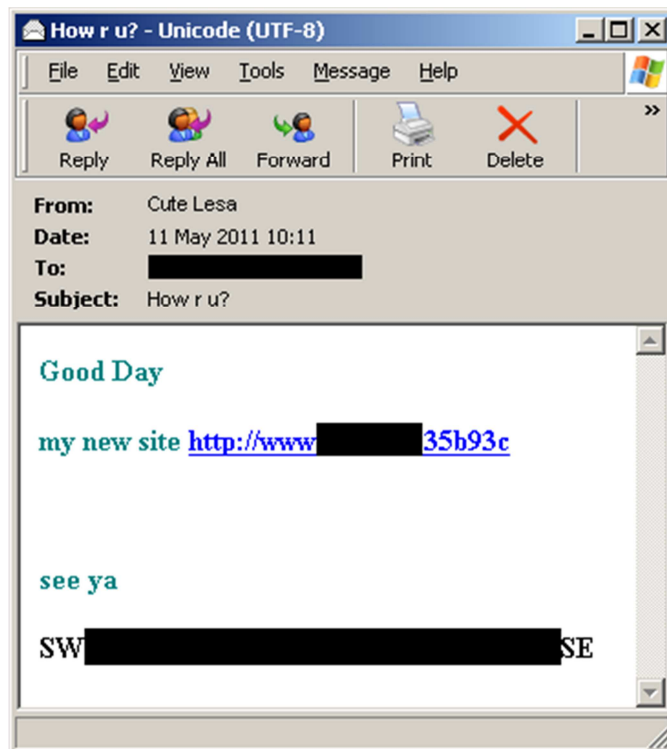 How r u? - Unicode (UTF-8)
File Edit View Tools Message Help
Reply Reply All Forward Print Delete »
From: Cute Lesa
Date: 11 May 2011 10:11
To:
Subject: How r u?
Good Day
my new site http://www 35b93c
see ya
SW SE